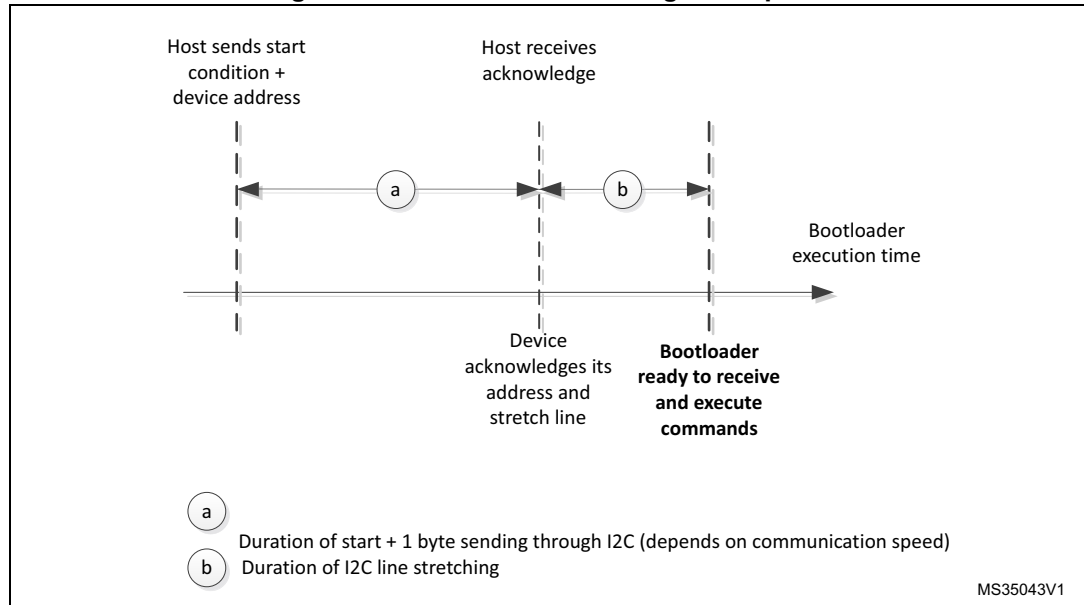 Host sends start
condition +
device address
Host receives
acknowledge
a
b
Bootloader
execution time
Device
acknowledges its
address and
stretch line
Bootloader
ready to receive
and execute
commands
a
Duration of start + 1 byte sending through I2C (depends on communication speed)
b
Duration of I2C line stretching
MS35043V1